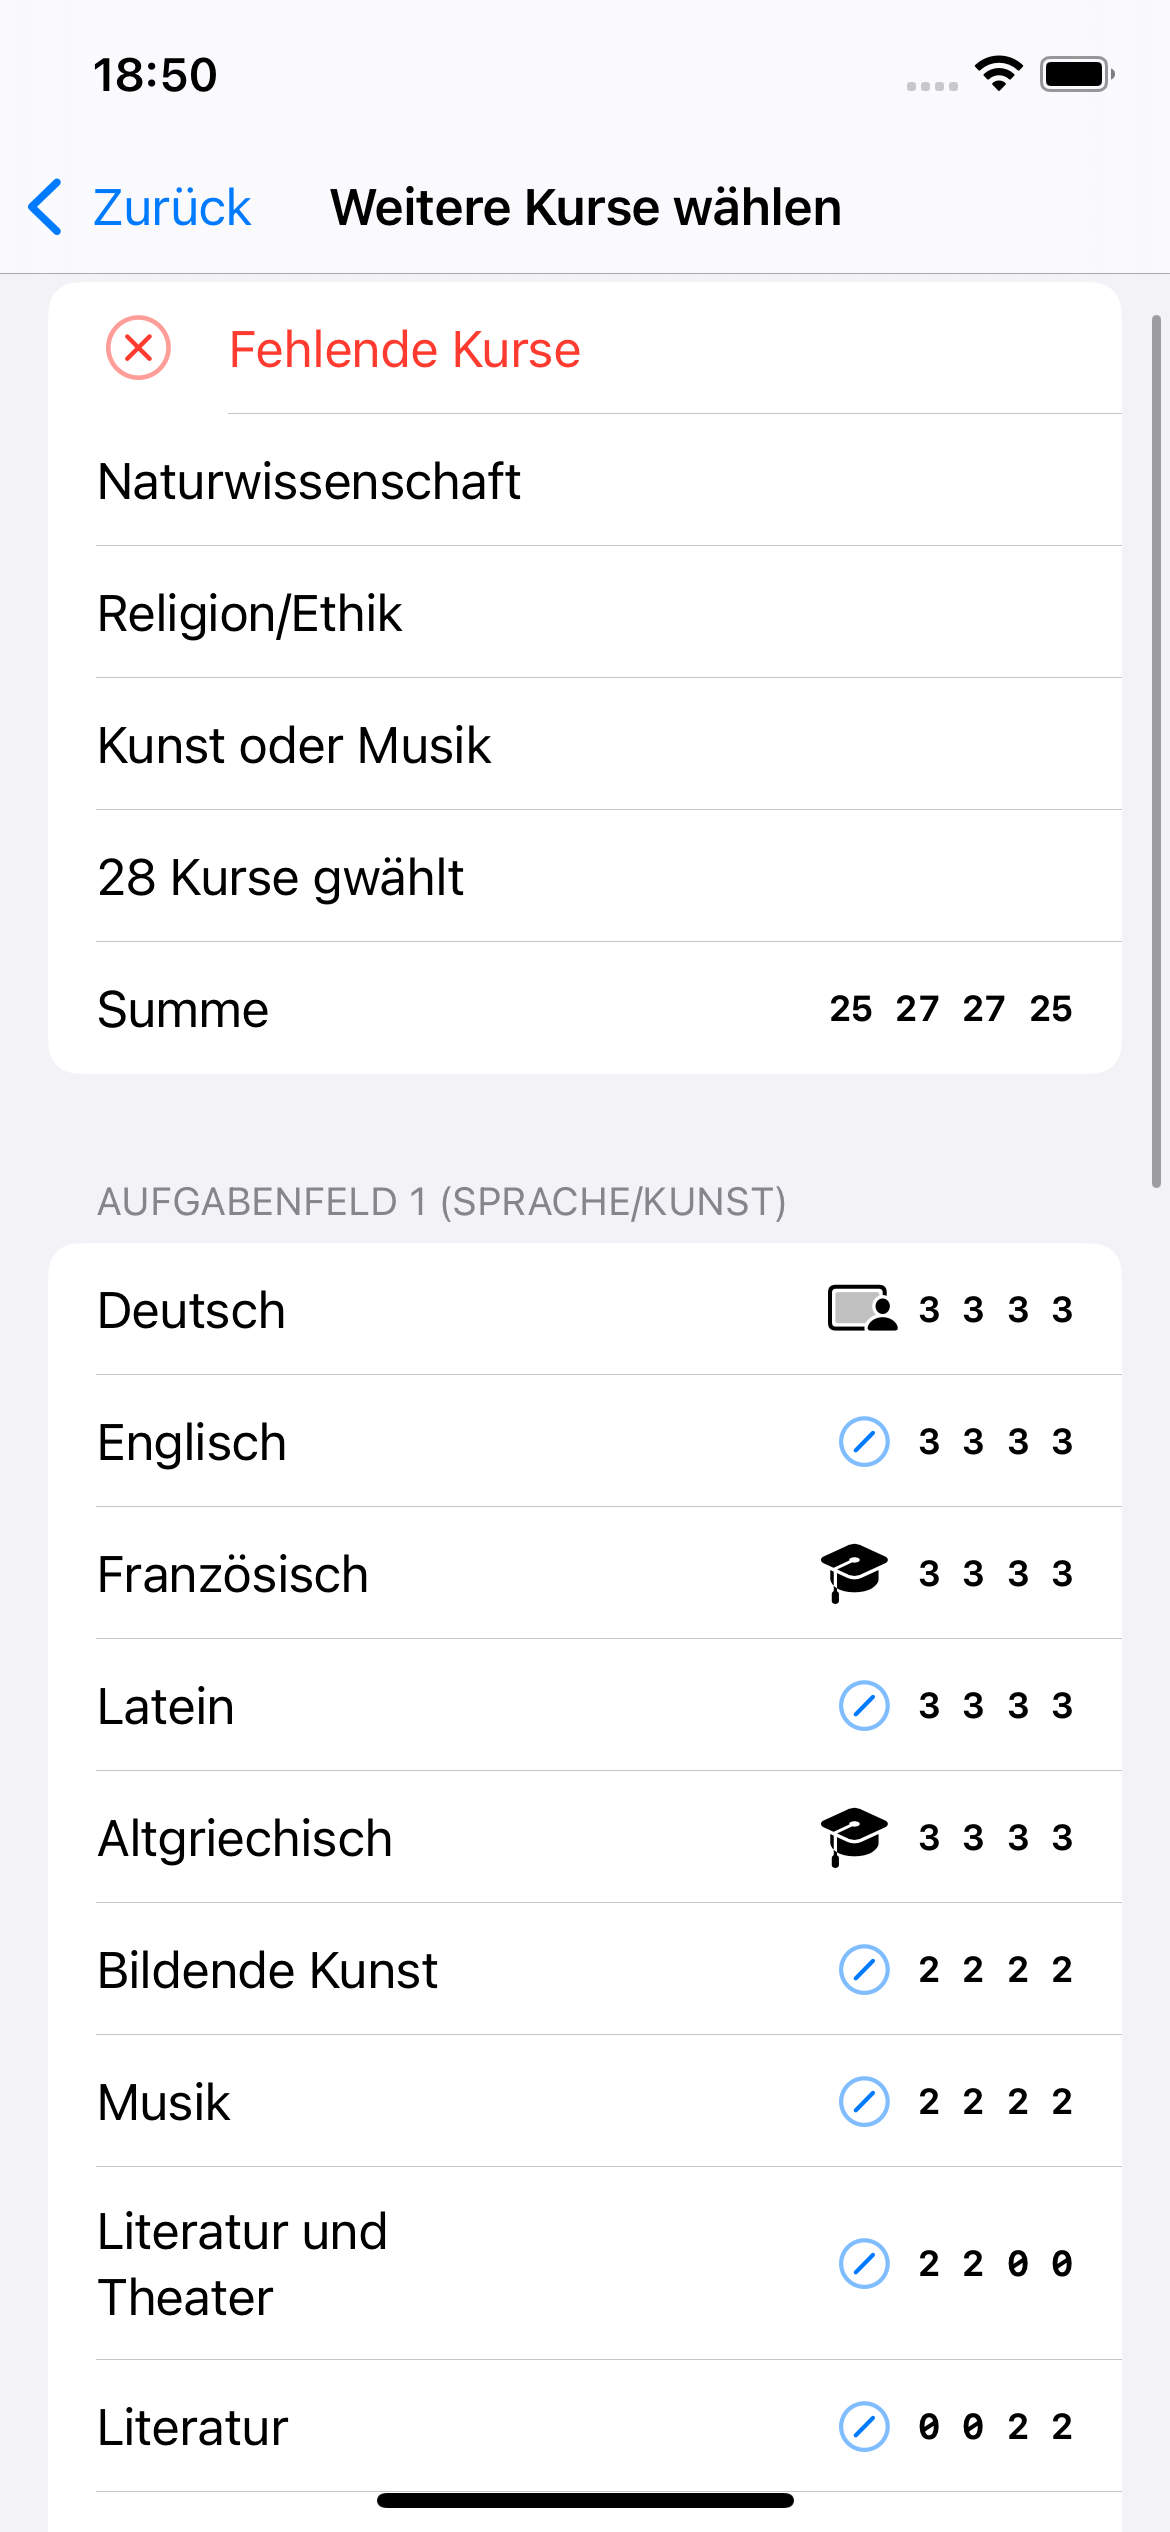 18:50
Zurück
Weitere Kurse wählen
Fehlende Kurse
Naturwissenschaft
Religion/Ethik
Kunst oder Musik
28 Kurse gwählt
Summe 25 27 27 25
AUFGABENFELD 1 (SPRACHE/KUNST)
Deutsch 3 3 3 3
Englisch 3 3 3 3
Französisch 3 3 3 3
Latein 3 3 3 3
Altgriechisch 3 3 3 3
Bildende Kunst 2 2 2 2
Musik 2 2 2 2
Literatur und
Theater 2 2 0 0
Literatur 0 0 2 2